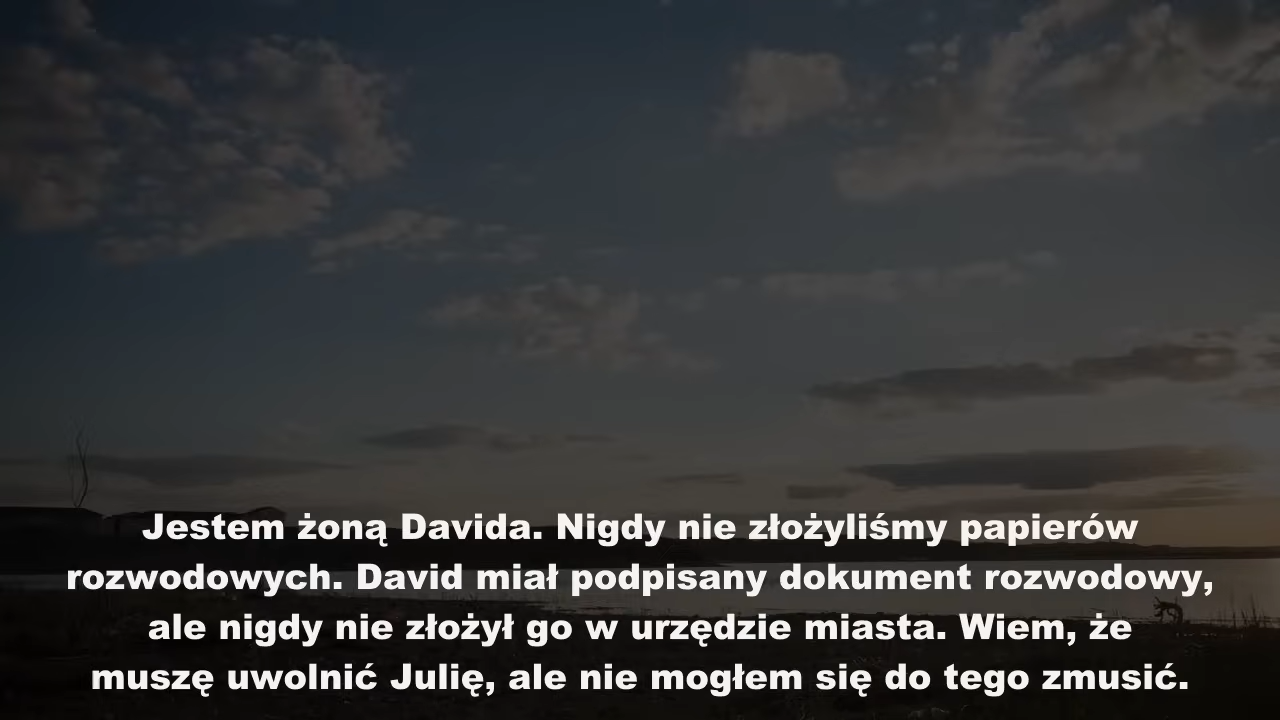 Jestem żoną Davida. Nigdy nie złożyliśmy papierów
rozwodowych. David miał podpisany dokument rozwodowy,
ale nigdy nie złożył go w urzędzie miasta. Wiem, że
muszę uwolnić Julię, ale nie mogłem się do tego zmusić.